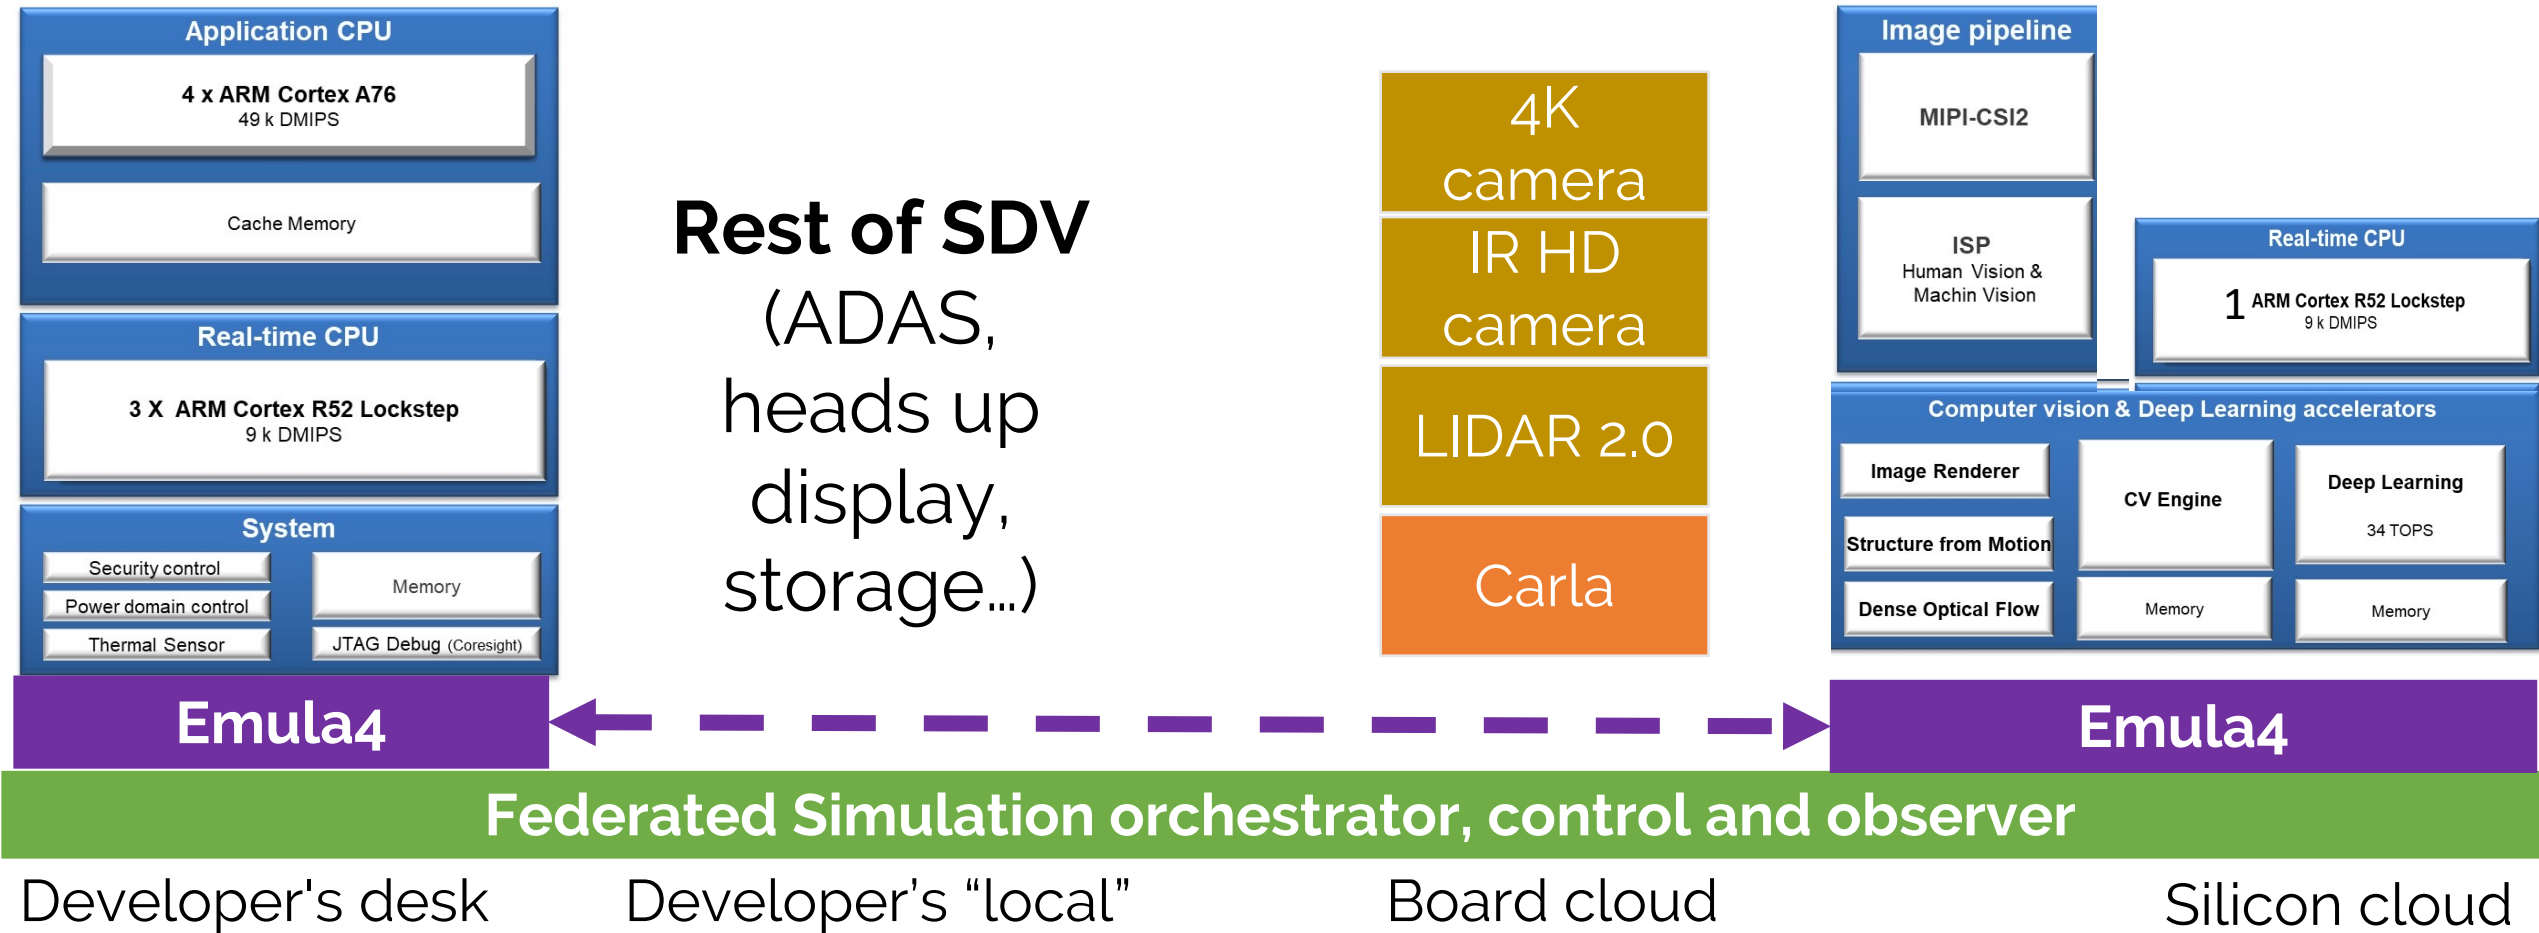 Application CPU
4 x ARM Cortex A76
49 k DMIPS
Cache Memory
Real-time CPU
3 X ARM Cortex R52 Lockstep
9 k DMIPS
System
Security control
Power domain control
Thermal Sensor
Memory
JTAG Debug (Coresight)
Rest of SDV
(ADAS,
heads up
display,
storage...)
4K
camera
IR HD
camera
LIDAR 2.0
Carla
Image pipeline
MIPI-CSI2
ISP
Human Vision &
Machin Vision
Real-time CPU
1 ARM Cortex R52 Lockstep
9 k DMIPS
Computer vision & Deep Learning accelerators
Image Renderer
Structure from Motion
Dense Optical Flow
CV Engine
Memory
Deep Learning
34 TOPS
Memory
Emula4
Emula4
Federated Simulation orchestrator, control and observer
Developer's desk
Developer’s “local”
Board cloud
Silicon cloud